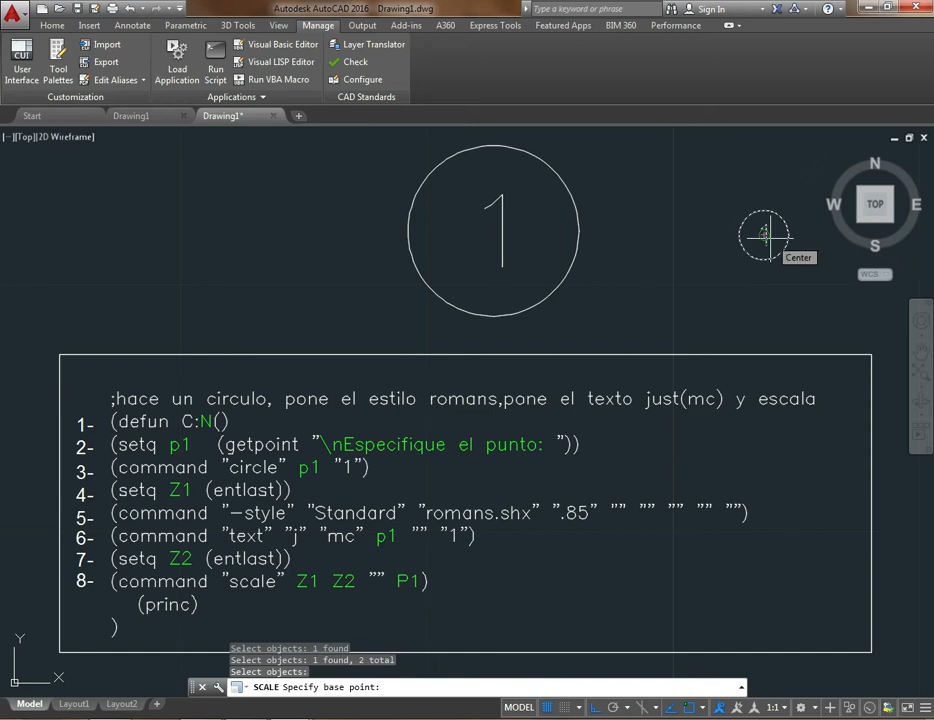 Autodesk AutoCAD 2016 Drawing1.dwg
Type a keyword or phrase
Sign In
Home Insert Annotate Parametric 3D Tools View Manage Output Add-ins A360 Express Tools Featured Apps BIM 360 Performance
CUI
User Interface
Tool Palettes
Import
Export
Edit Aliases
Customization
Load Application
Run Script
Visual Basic Editor
Visual LISP Editor
Run VBA Macro
Applications
Layer Translator
Check
Configure
CAD Standards
Start Drawing1 Drawing1*
[−][Top][2D Wireframe]
1
N
W TOP E
S
WCS
Center
;hace un circulo, pone el estilo romans,pone el texto just(mc) y escala
1- (defun C:N()
2- (setq p1 (getpoint "\nEspecifique el punto: "))
3- (command "circle" p1 "1")
4- (setq Z1 (entlast))
5- (command "-style" "Standard" "romans.shx" ".85" "" "" "" "" "")
6- (command "text" "j" "mc" p1 "" "1")
7- (setq Z2 (entlast))
8- (command "scale" Z1 Z2 "" P1)
(princ)
)
Y
X
Select objects: 1 found
Select objects: 1 found, 2 total
Select objects:
SCALE Specify base point:
Model Layout1 Layout2 +
MODEL 1:1